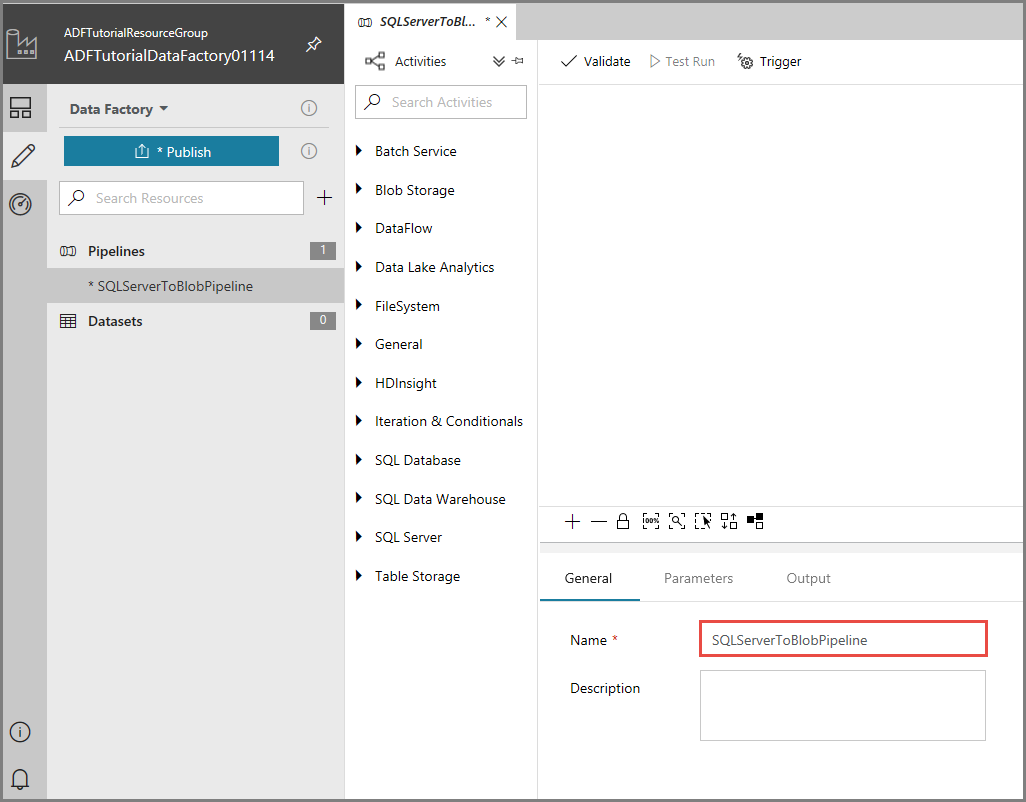 ADFTutorialResourceGroup
ADFTutorialDataFactory01114
Data Factory
* Publish
Search Resources
Pipelines
1
* SQLServerToBlobPipeline
Datasets
0
SQLServerToBl... *
Activities
Search Activities
Batch Service
Blob Storage
DataFlow
Data Lake Analytics
FileSystem
General
HDInsight
Iteration & Conditionals
SQL Database
SQL Data Warehouse
SQL Server
Table Storage
Validate
Test Run
Trigger
100%
General
Parameters
Output
Name *
SQLServerToBlobPipeline
Description